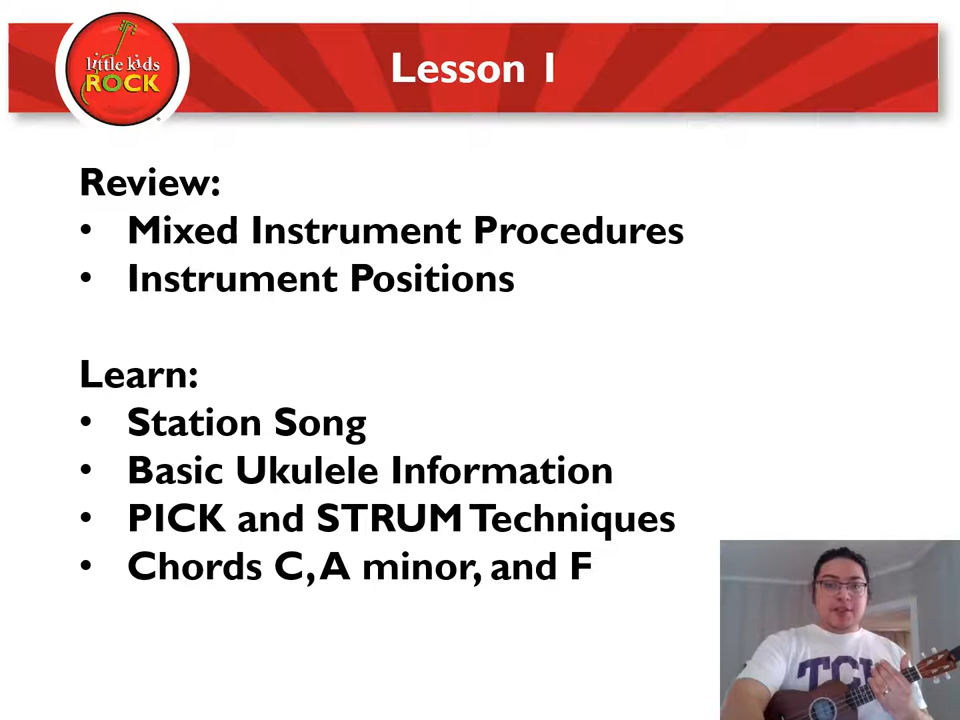 little kids
ROCK
Lesson 1
Review:
• Mixed Instrument Procedures
• Instrument Positions
Learn:
• Station Song
• Basic Ukulele Information
• PICK and STRUM Techniques
• Chords C, A minor, and F
TCU